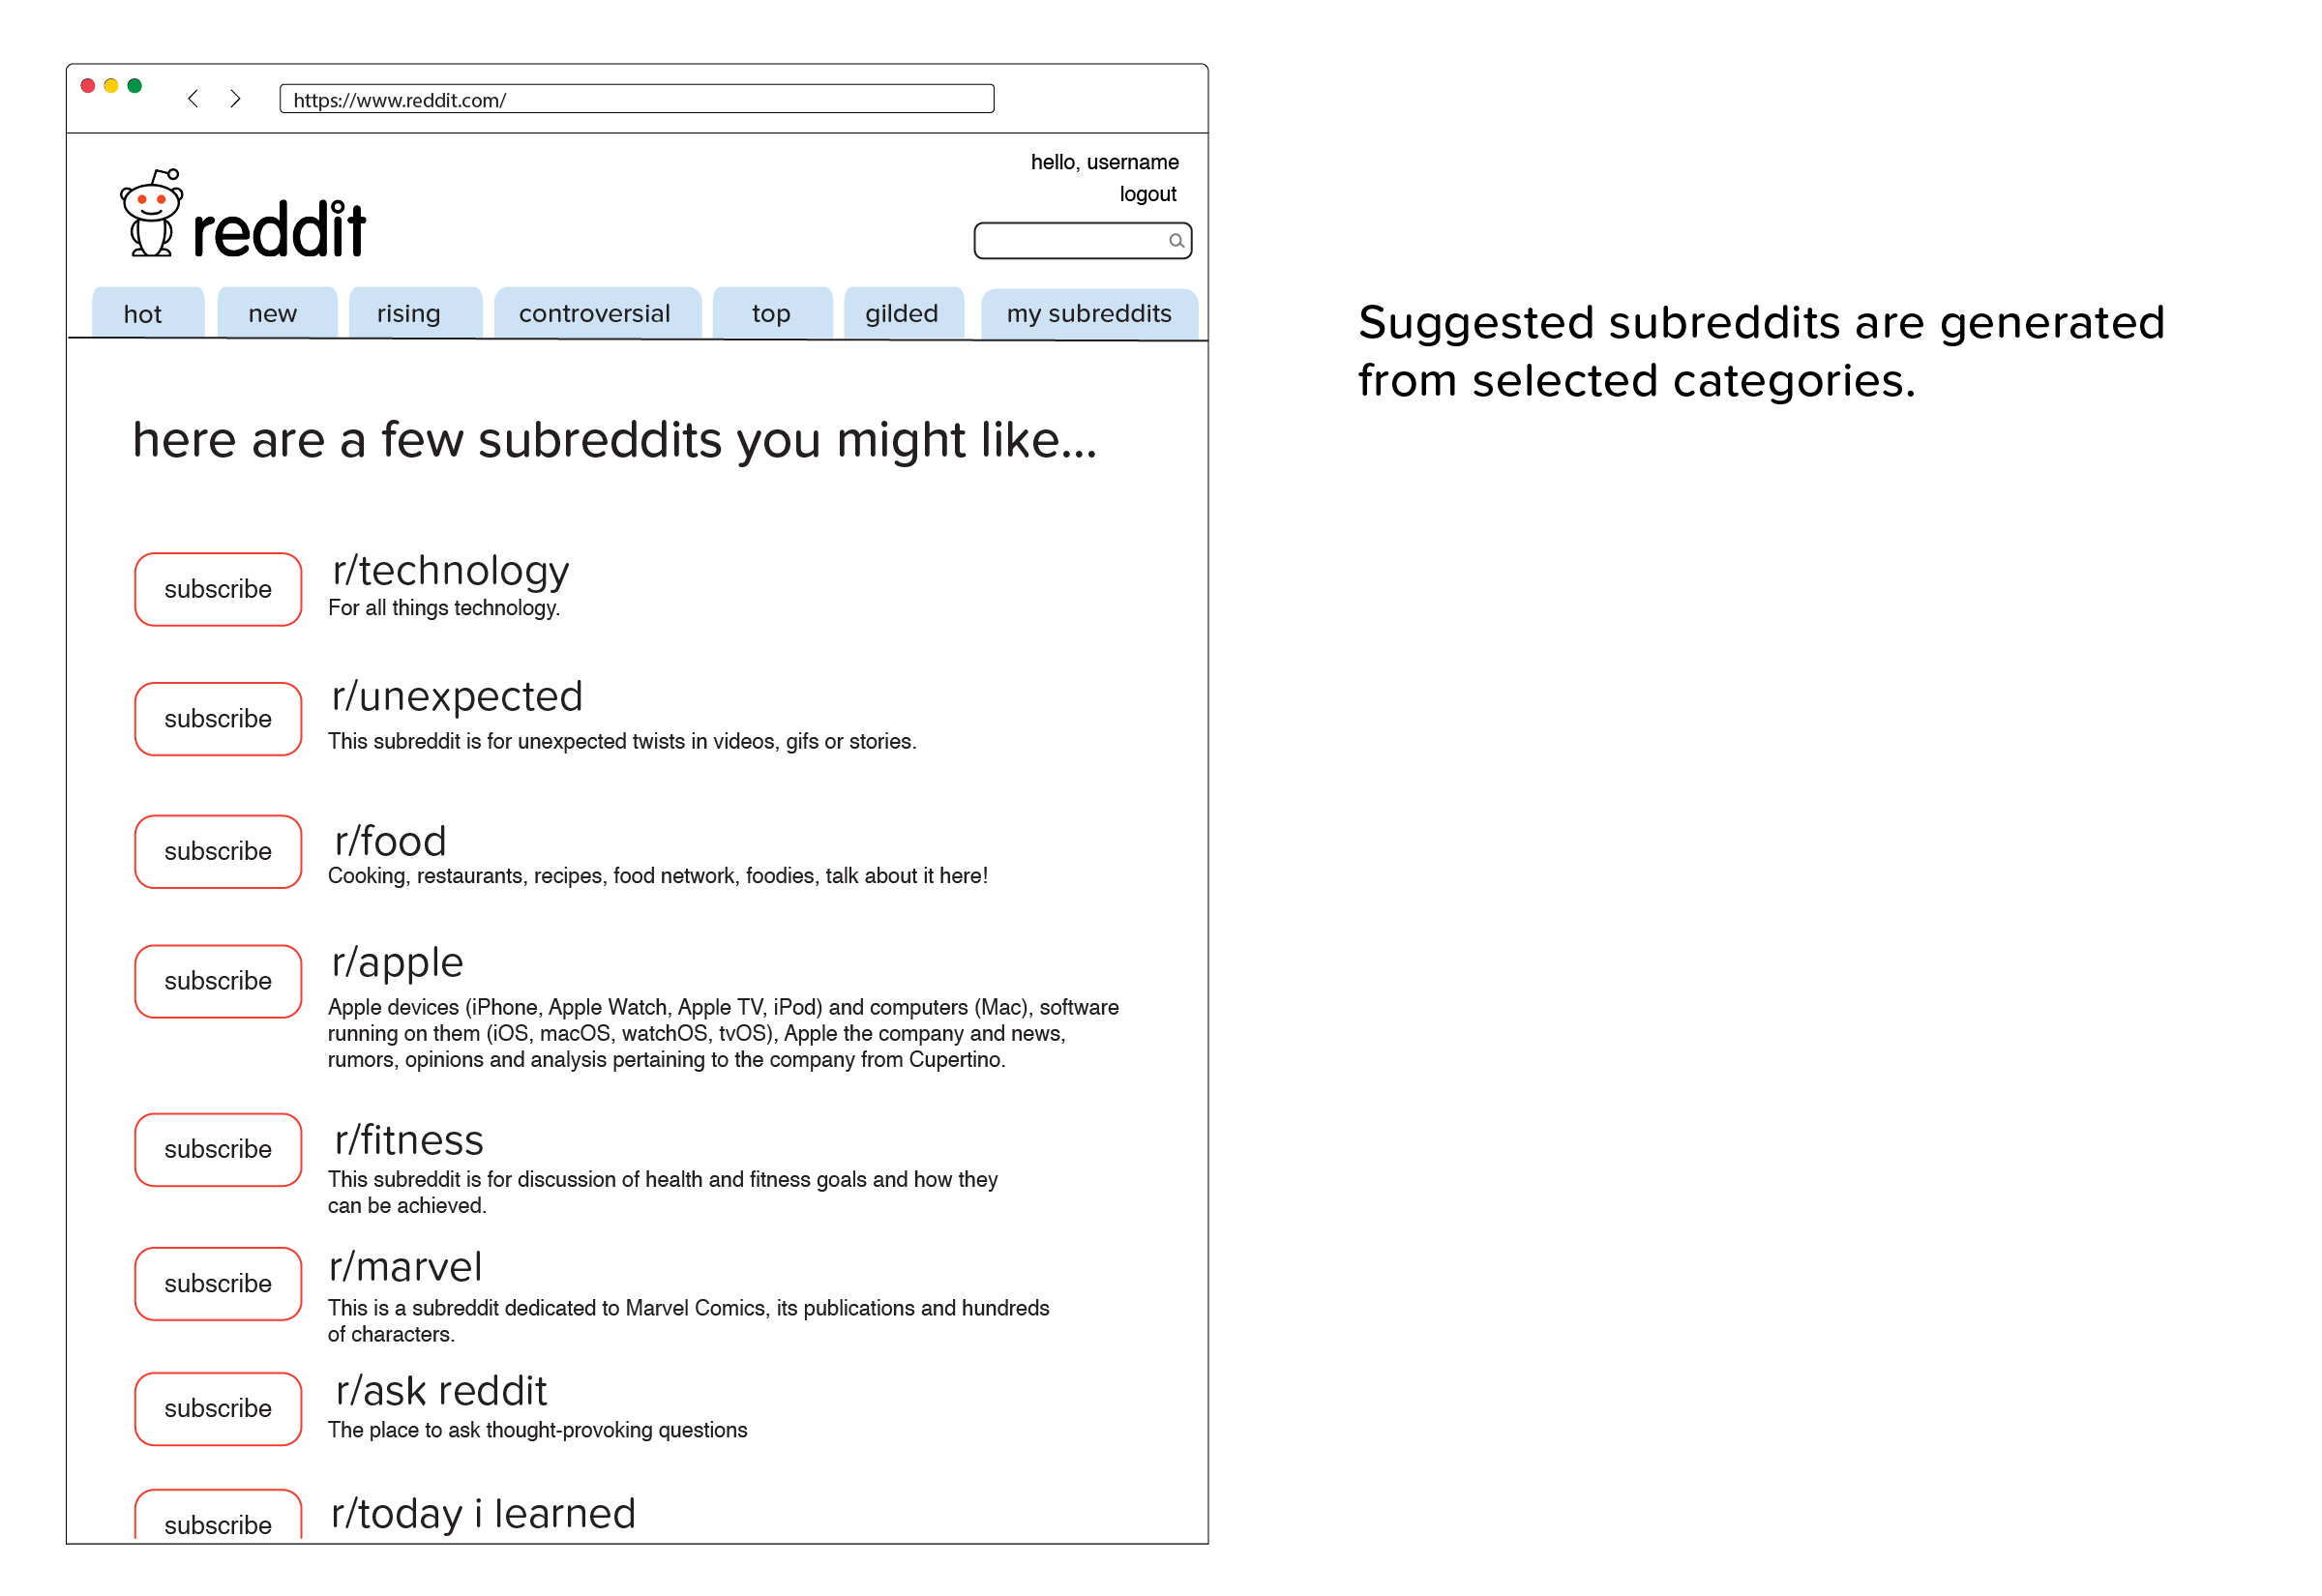 https://www.reddit.com/
hello, username
logout
reddit
hot new rising controversial top gilded my subreddits
here are a few subreddits you might like...
subscribe
r/technology
For all things technology.
subscribe
r/unexpected
This subreddit is for unexpected twists in videos, gifs or stories.
subscribe
r/food
Cooking, restaurants, recipes, food network, foodies, talk about it here!
subscribe
r/apple
Apple devices (iPhone, Apple Watch, Apple TV, iPod) and computers (Mac), software
running on them (iOS, macOS, watchOS, tvOS), Apple the company and news,
rumors, opinions and analysis pertaining to the company from Cupertino.
subscribe
r/fitness
This subreddit is for discussion of health and fitness goals and how they
can be achieved.
subscribe
r/marvel
This is a subreddit dedicated to Marvel Comics, its publications and hundreds
of characters.
subscribe
r/ask reddit
The place to ask thought-provoking questions
subscribe
r/today i learned
Suggested subreddits are generated
from selected categories.